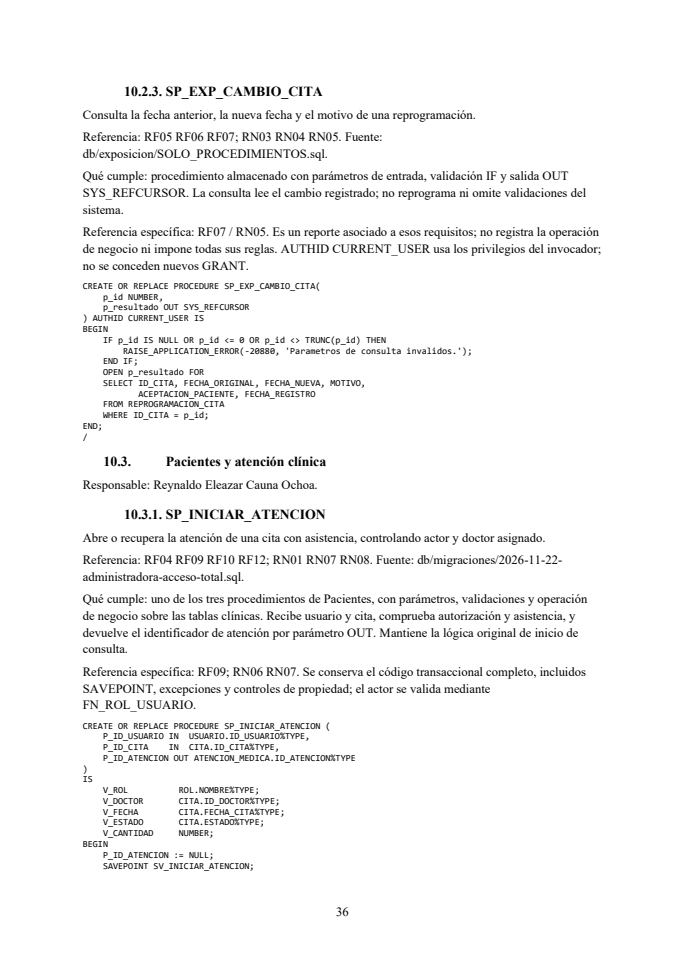 10.2.3. SP_EXP_CAMBIO_CITA
Consulta la fecha anterior, la nueva fecha y el motivo de una reprogramación.
Referencia: RF05 RF06 RF07; RN03 RN04 RN05. Fuente:
db/exposicion/SOLO_PROCEDIMIENTOS.sql.
Qué cumple: procedimiento almacenado con parámetros de entrada, validación IF y salida OUT
SYS_REFCURSOR. La consulta lee el cambio registrado; no reprograma ni omite validaciones del
sistema.
Referencia específica: RF07 / RN05. Es un reporte asociado a esos requisitos; no registra la operación
de negocio ni impone todas sus reglas. AUTHID CURRENT_USER usa los privilegios del invocador;
no se conceden nuevos GRANT.
CREATE OR REPLACE PROCEDURE SP_EXP_CAMBIO_CITA(
    p_id NUMBER,
    p_resultado OUT SYS_REFCURSOR
) AUTHID CURRENT_USER IS
BEGIN
    IF p_id IS NULL OR p_id <= 0 OR p_id <> TRUNC(p_id) THEN
        RAISE_APPLICATION_ERROR(-20880, 'Parametros de consulta invalidos.');
    END IF;
    OPEN p_resultado FOR
    SELECT ID_CITA, FECHA_ORIGINAL, FECHA_NUEVA, MOTIVO,
           ACEPTACION_PACIENTE, FECHA_REGISTRO
    FROM REPROGRAMACION_CITA
    WHERE ID_CITA = p_id;
END;
/
10.3. Pacientes y atención clínica
Responsable: Reynaldo Eleazar Cauna Ochoa.
10.3.1. SP_INICIAR_ATENCION
Abre o recupera la atención de una cita con asistencia, controlando actor y doctor asignado.
Referencia: RF04 RF09 RF10 RF12; RN01 RN07 RN08. Fuente: db/migraciones/2026-11-22-
administradora-acceso-total.sql.
Qué cumple: uno de los tres procedimientos de Pacientes, con parámetros, validaciones y operación
de negocio sobre las tablas clínicas. Recibe usuario y cita, comprueba autorización y asistencia, y
devuelve el identificador de atención por parámetro OUT. Mantiene la lógica original de inicio de
consulta.
Referencia específica: RF09; RN06 RN07. Se conserva el código transaccional completo, incluidos
SAVEPOINT, excepciones y controles de propiedad; el actor se valida mediante
FN_ROL_USUARIO.
CREATE OR REPLACE PROCEDURE SP_INICIAR_ATENCION (
    P_ID_USUARIO IN  USUARIO.ID_USUARIO%TYPE,
    P_ID_CITA    IN  CITA.ID_CITA%TYPE,
    P_ID_ATENCION OUT ATENCION_MEDICA.ID_ATENCION%TYPE
)
IS
    V_ROL          ROL.NOMBRE%TYPE;
    V_DOCTOR       CITA.ID_DOCTOR%TYPE;
    V_FECHA        CITA.FECHA_CITA%TYPE;
    V_ESTADO       CITA.ESTADO%TYPE;
    V_CANTIDAD     NUMBER;
BEGIN
    P_ID_ATENCION := NULL;
    SAVEPOINT SV_INICIAR_ATENCION;
36